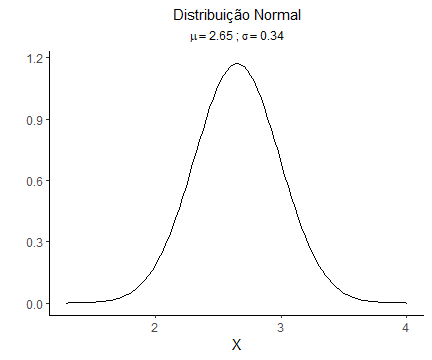 Distribuição Normal
μ = 2.65 ; σ = 0.34
1.2
0.9
0.6
0.3
0.0
2 3 4
X